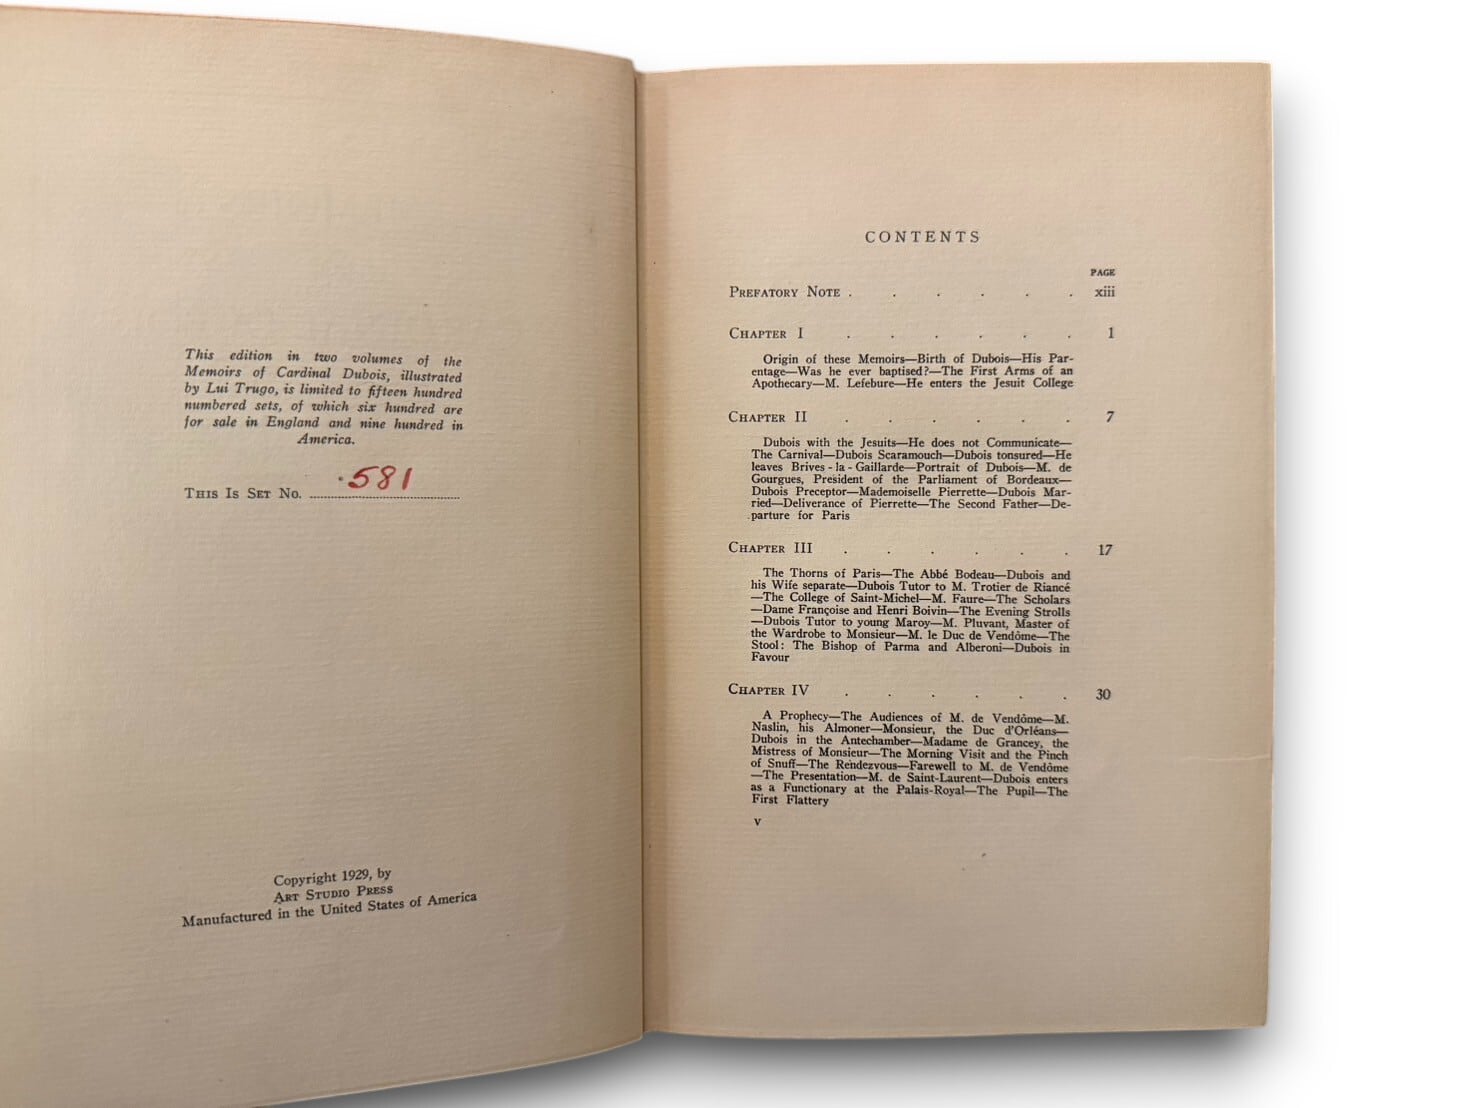 This edition in two volumes of the
Memoirs of Cardinal Dubois, illustrated
by Lui Trugo, is limited to fifteen hundred
numbered sets, of which six hundred are
for sale in England and nine hundred in
America.
THIS IS SET No. 581
Copyright 1929, by
ART STUDIO PRESS
Manufactured in the United States of America
CONTENTS
PAGE
PREFATORY NOTE . . . . . . xiii
CHAPTER I . . . . . . 1
Origin of these Memoirs—Birth of Dubois—His Par-
entage—Was he ever baptised?—The First Arms of an
Apothecary—M. Lefebure—He enters the Jesuit College
CHAPTER II . . . . . . 7
Dubois with the Jesuits—He does not Communicate—
The Carnival—Dubois Scaramouch—Dubois tonsured—He
leaves Brives-la-Gaillarde—Portrait of Dubois—M. de
Gourgues, President of the Parliament of Bordeaux—
Dubois Preceptor—Mademoiselle Pierrette—Dubois Mar-
ried—Deliverance of Pierrette—The Second Father—De-
parture for Paris
CHAPTER III . . . . . . 17
The Thorns of Paris—The Abbé Bodeau—Dubois and
his Wife separate—Dubois Tutor to M. Trotier de Riancé
—The College of Saint-Michel—M. Faure—The Scholars
—Dame Françoise and Henri Boivin—The Evening Strolls
—Dubois Tutor to young Maroy—M. Pluvant, Master of
the Wardrobe to Monsieur—M. le Duc de Vendôme—The
Stool: The Bishop of Parma and Alberoni—Dubois in
Favour
CHAPTER IV . . . . . . 30
A Prophecy—The Audiences of M. de Vendôme—M.
Naslin, his Almoner—Monsieur, the Duc d'Orléans—
Dubois in the Antechamber—Madame de Grancey, the
Mistress of Monsieur—The Morning Visit and the Pinch
of Snuff—The Rendezvous—Farewell to M. de Vendôme
—The Presentation—M. de Saint-Laurent—Dubois enters
as a Functionary at the Palais-Royal—The Pupil—The
First Flattery
v